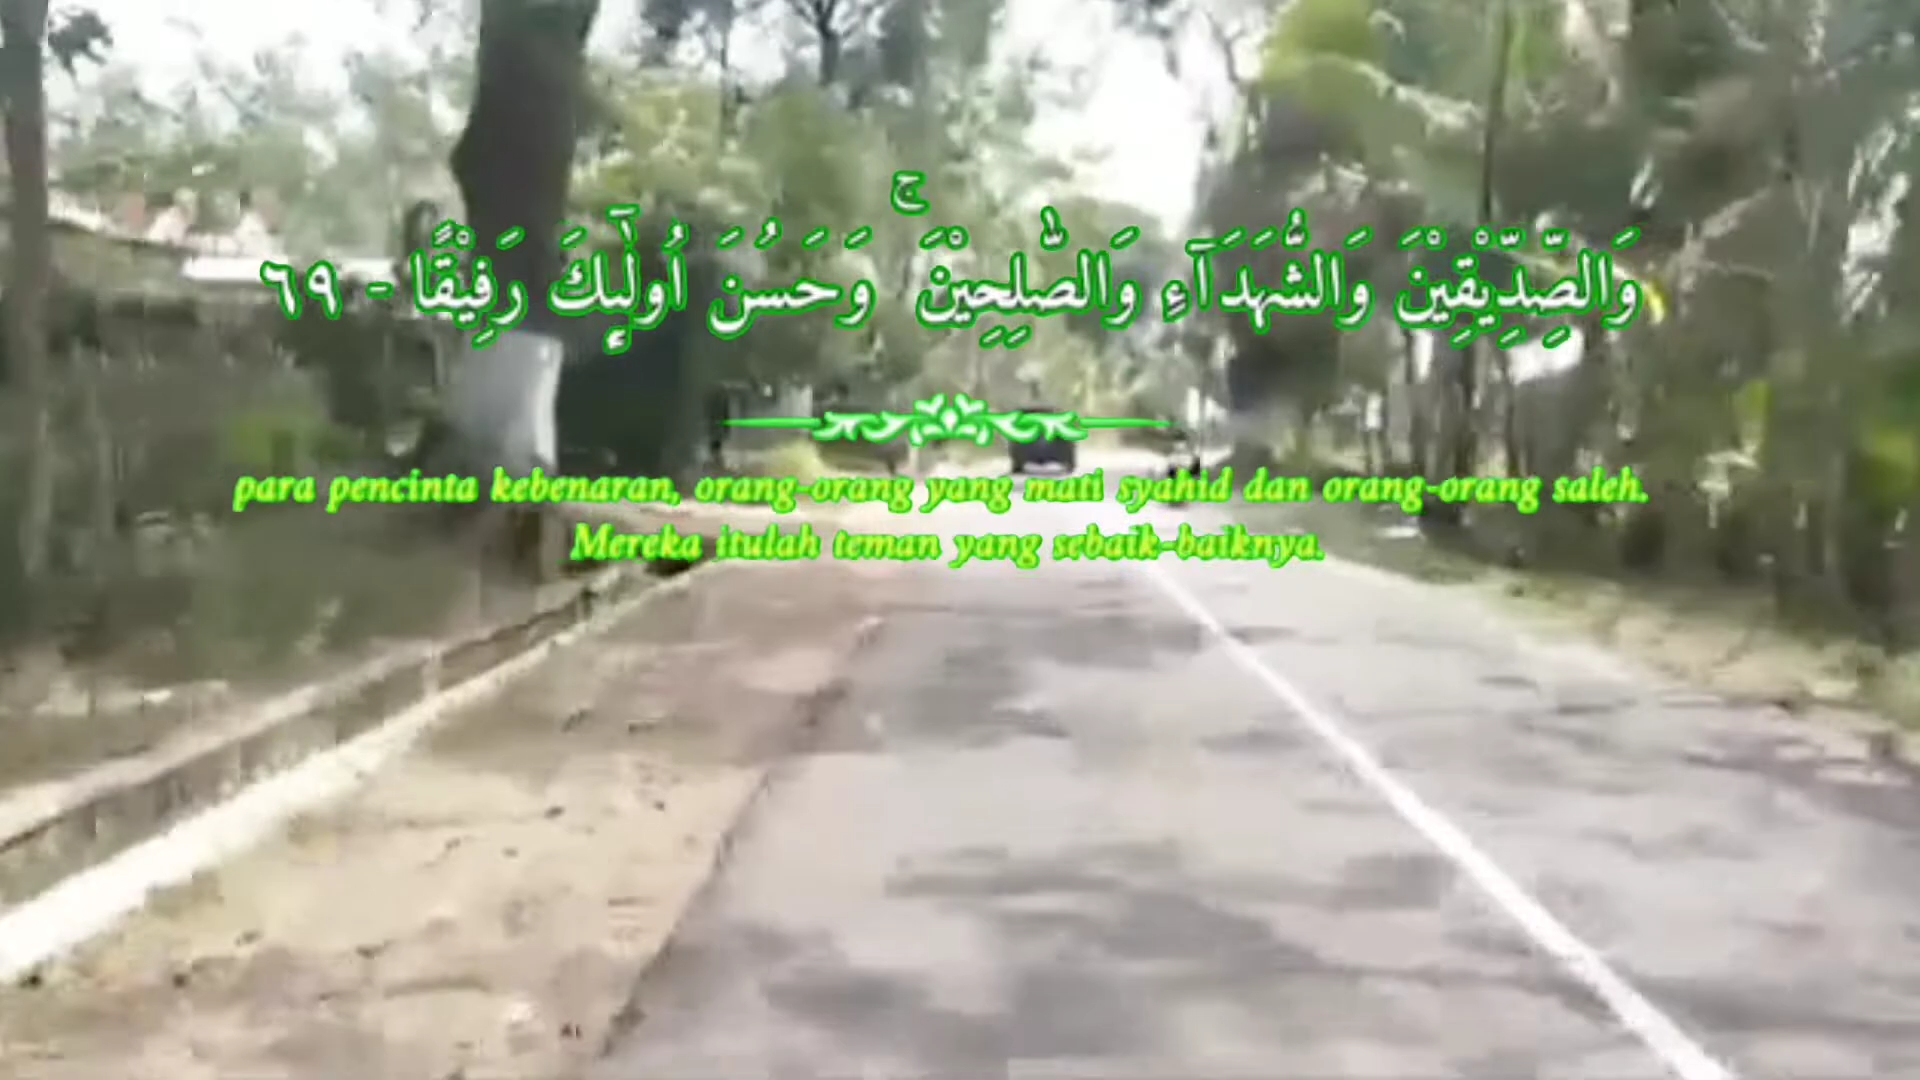 وَالصِّدِّيْقِيْنَ وَالشُّهَدَاۤءِ وَالصّٰلِحِيْنَ ۚ وَحَسُنَ اُولٰۤىِٕكَ رَفِيْقًا - ٦٩
para pencinta kebenaran, orang-orang yang mati syahid dan orang-orang saleh.
Mereka itulah teman yang sebaik-baiknya.